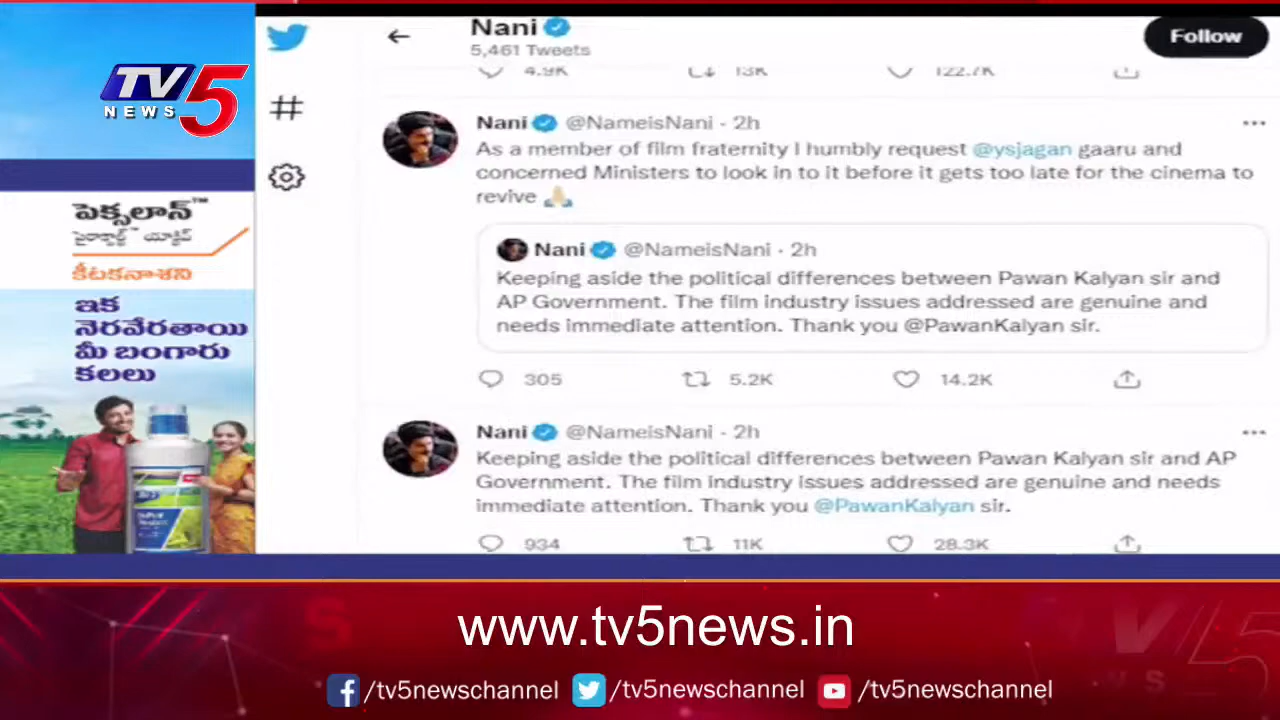 TV5
NEWS
పెక్సలాన్™
కీటకనాశని
ఇక
నెరవేరతాయి
మీ బంగారు
కలలు
Nani
5,461 Tweets
Follow
4.9K 13K 122.7K
Nani @NameisNani · 2h
As a member of film fraternity I humbly request @ysjagan gaaru and
concerned Ministers to look in to it before it gets too late for the cinema to
revive 🙏🏼
Nani @NameisNani · 2h
Keeping aside the political differences between Pawan Kalyan sir and
AP Government. The film industry issues addressed are genuine and
needs immediate attention. Thank you @PawanKalyan sir.
305 5.2K 14.2K
Nani @NameisNani · 2h
Keeping aside the political differences between Pawan Kalyan sir and AP
Government. The film industry issues addressed are genuine and needs
immediate attention. Thank you @PawanKalyan sir.
934 11K 28.3K
www.tv5news.in
/tv5newschannel /tv5newschannel /tv5newschannel